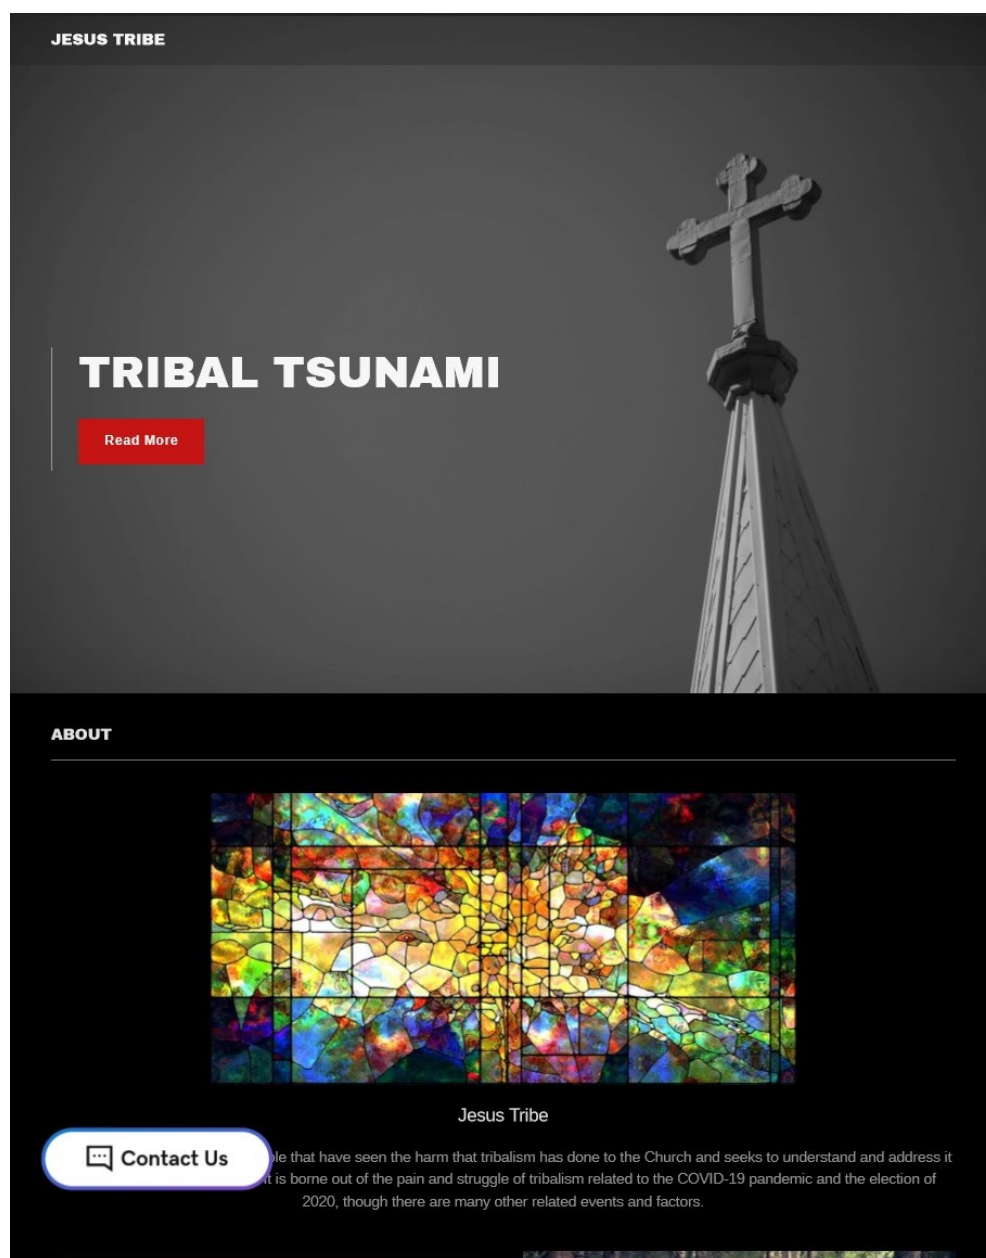 JESUS TRIBE
TRIBAL TSUNAMI
Read More
ABOUT
Jesus Tribe
that have seen the harm that tribalism has done to the Church and seeks to understand and address it
is borne out of the pain and struggle of tribalism related to the COVID-19 pandemic and the election of
2020, though there are many other related events and factors.
Contact Us